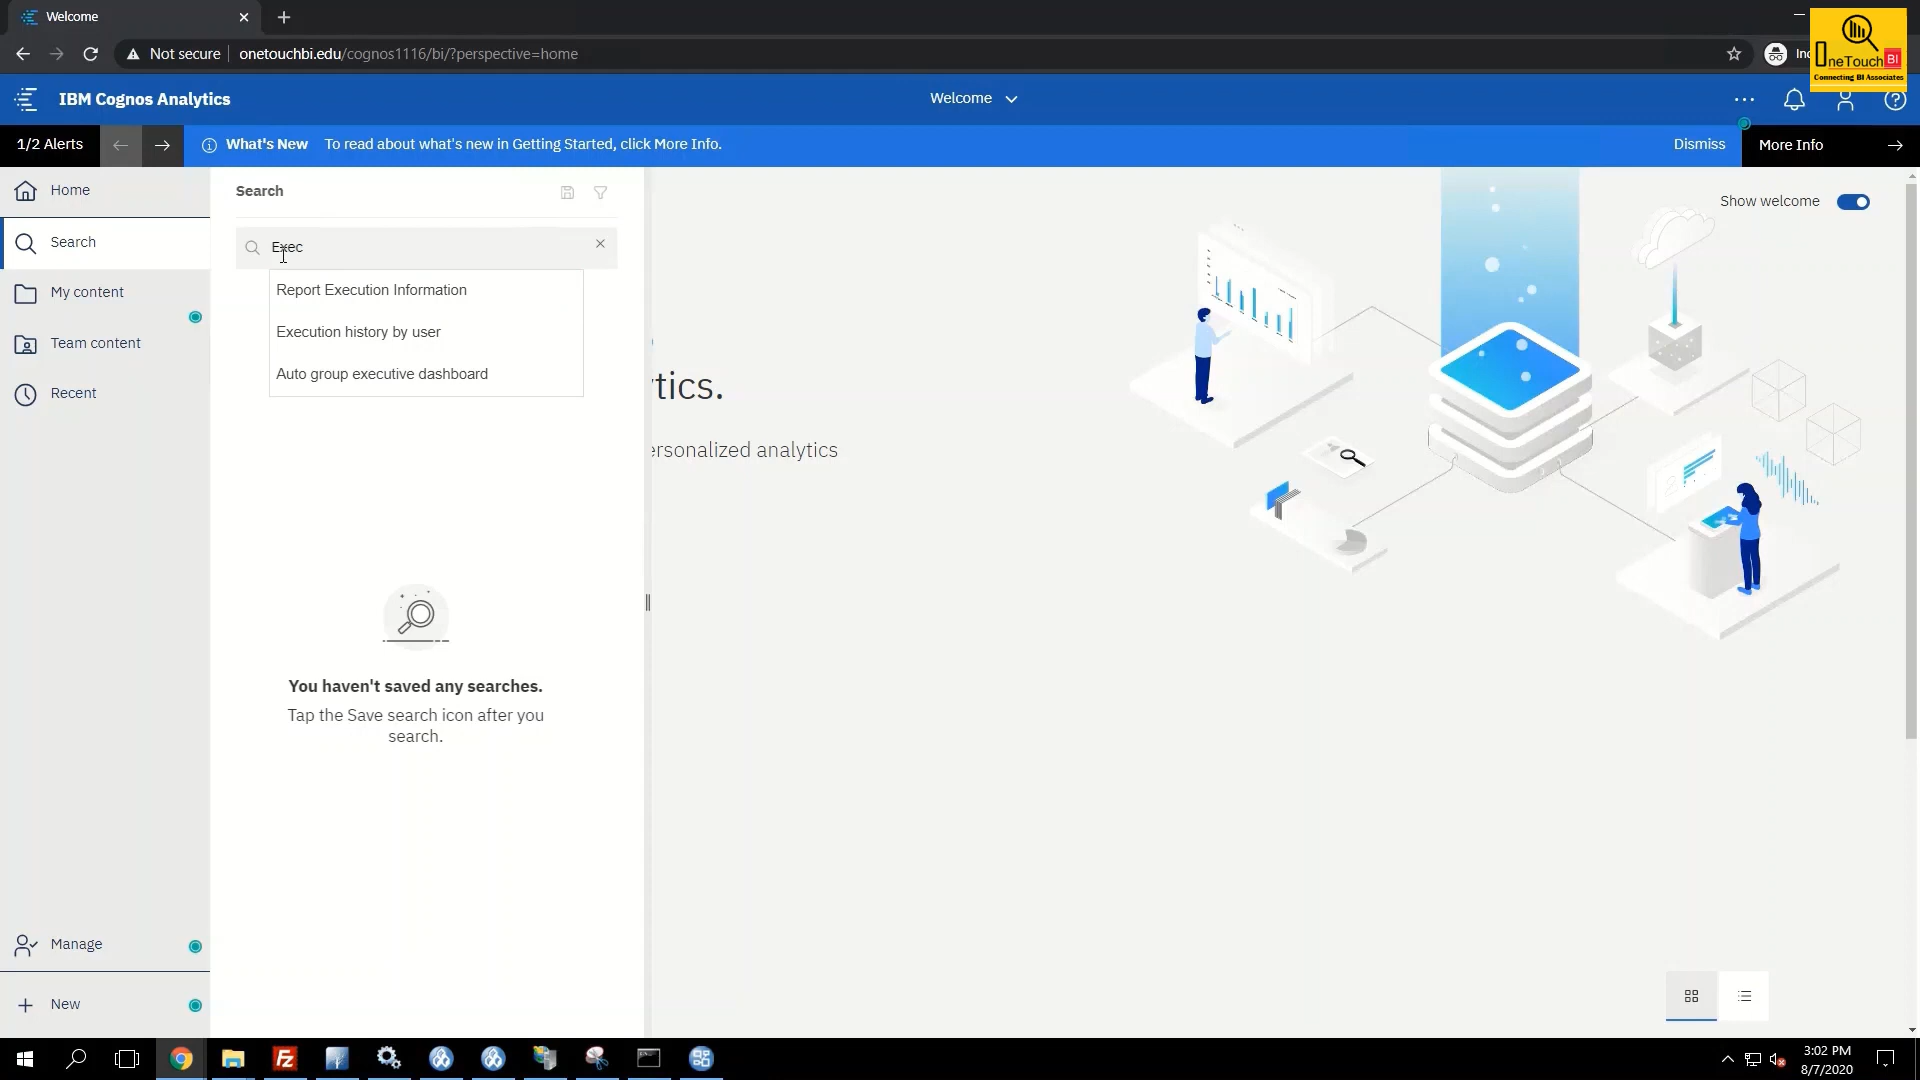 Welcome
Not secure
onetouchbi.edu/cognos1116/bi/?perspective=home
OneTouch BI
Connecting BI Associates
IBM Cognos Analytics
Welcome
1/2 Alerts
What's New
To read about what's new in Getting Started, click More Info.
Dismiss
More Info
Home
Search
My content
Team content
Recent
Manage
New
Search
Exec
Report Execution Information
Execution history by user
Auto group executive dashboard
You haven't saved any searches.
Tap the Save search icon after you
search.
Show welcome
tics.
ersonalized analytics
3:02 PM
8/7/2020